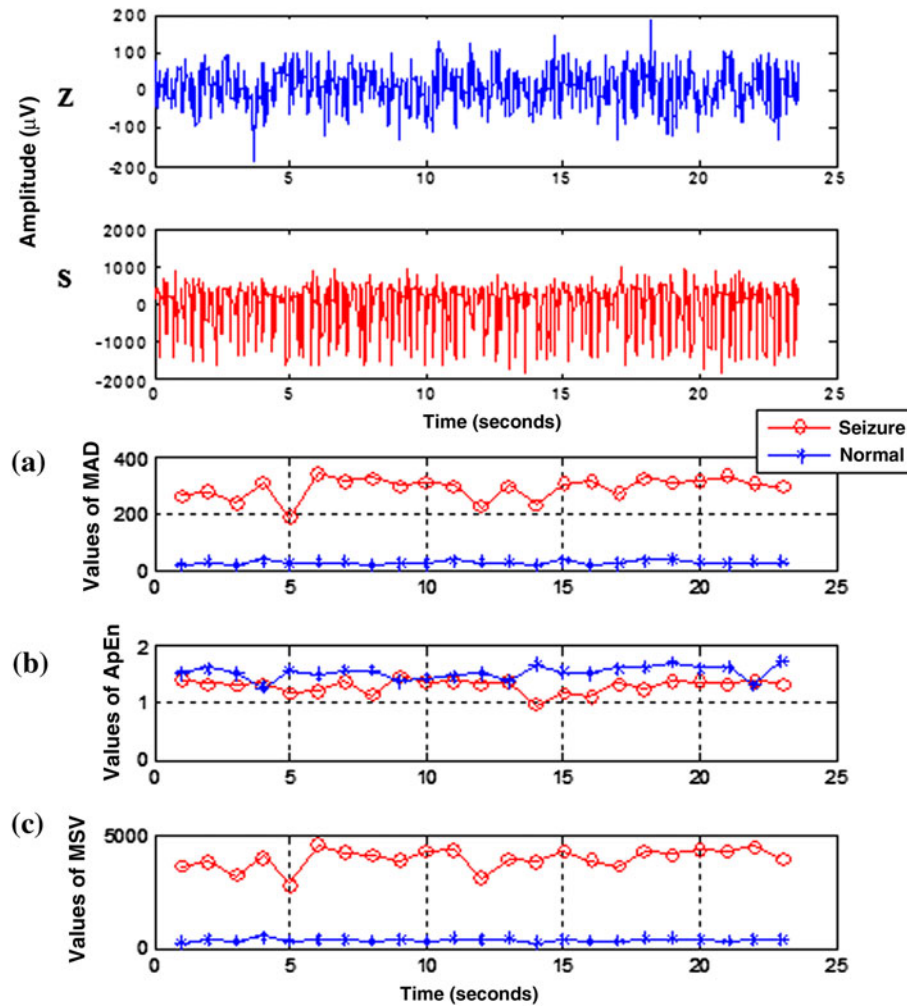 Amplitude (µV)
Z
200
100
0
-100
-200
0 5 10 15 20 25
S
2000
1000
0
-1000
-2000
0 5 10 15 20 25
Time (seconds)
Seizure
Normal
(a)
Values of MAD
400
200
0
0 5 10 15 20 25
(b)
Values of ApEn
2
1
0
0 5 10 15 20 25
(c)
Values of MSV
5000
0
0 5 10 15 20 25
Time (seconds)